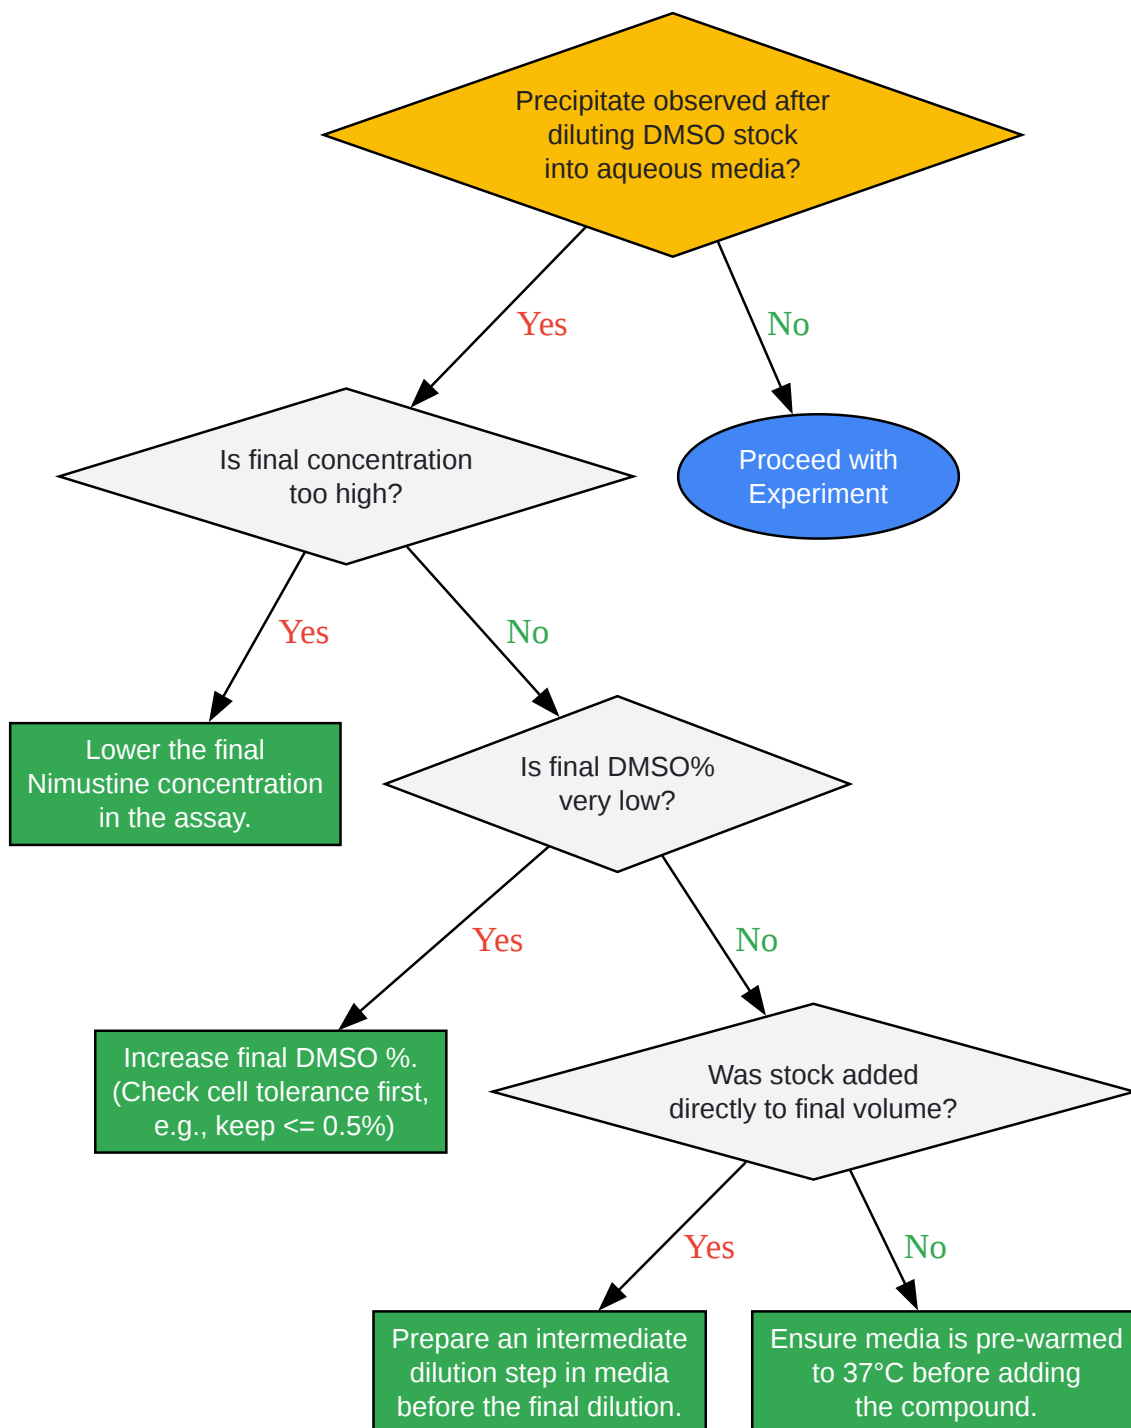 Precipitate observed after
diluting DMSO stock
into aqueous media?
Yes
No
Is final concentration
too high?
Proceed with
Experiment
Yes
No
Lower the final
Nimustine concentration
in the assay.
Is final DMSO%
very low?
Yes
No
Increase final DMSO %.
(Check cell tolerance first,
e.g., keep <= 0.5%)
Was stock added
directly to final volume?
Yes
No
Prepare an intermediate
dilution step in media
before the final dilution.
Ensure media is pre-warmed
to 37°C before adding
the compound.